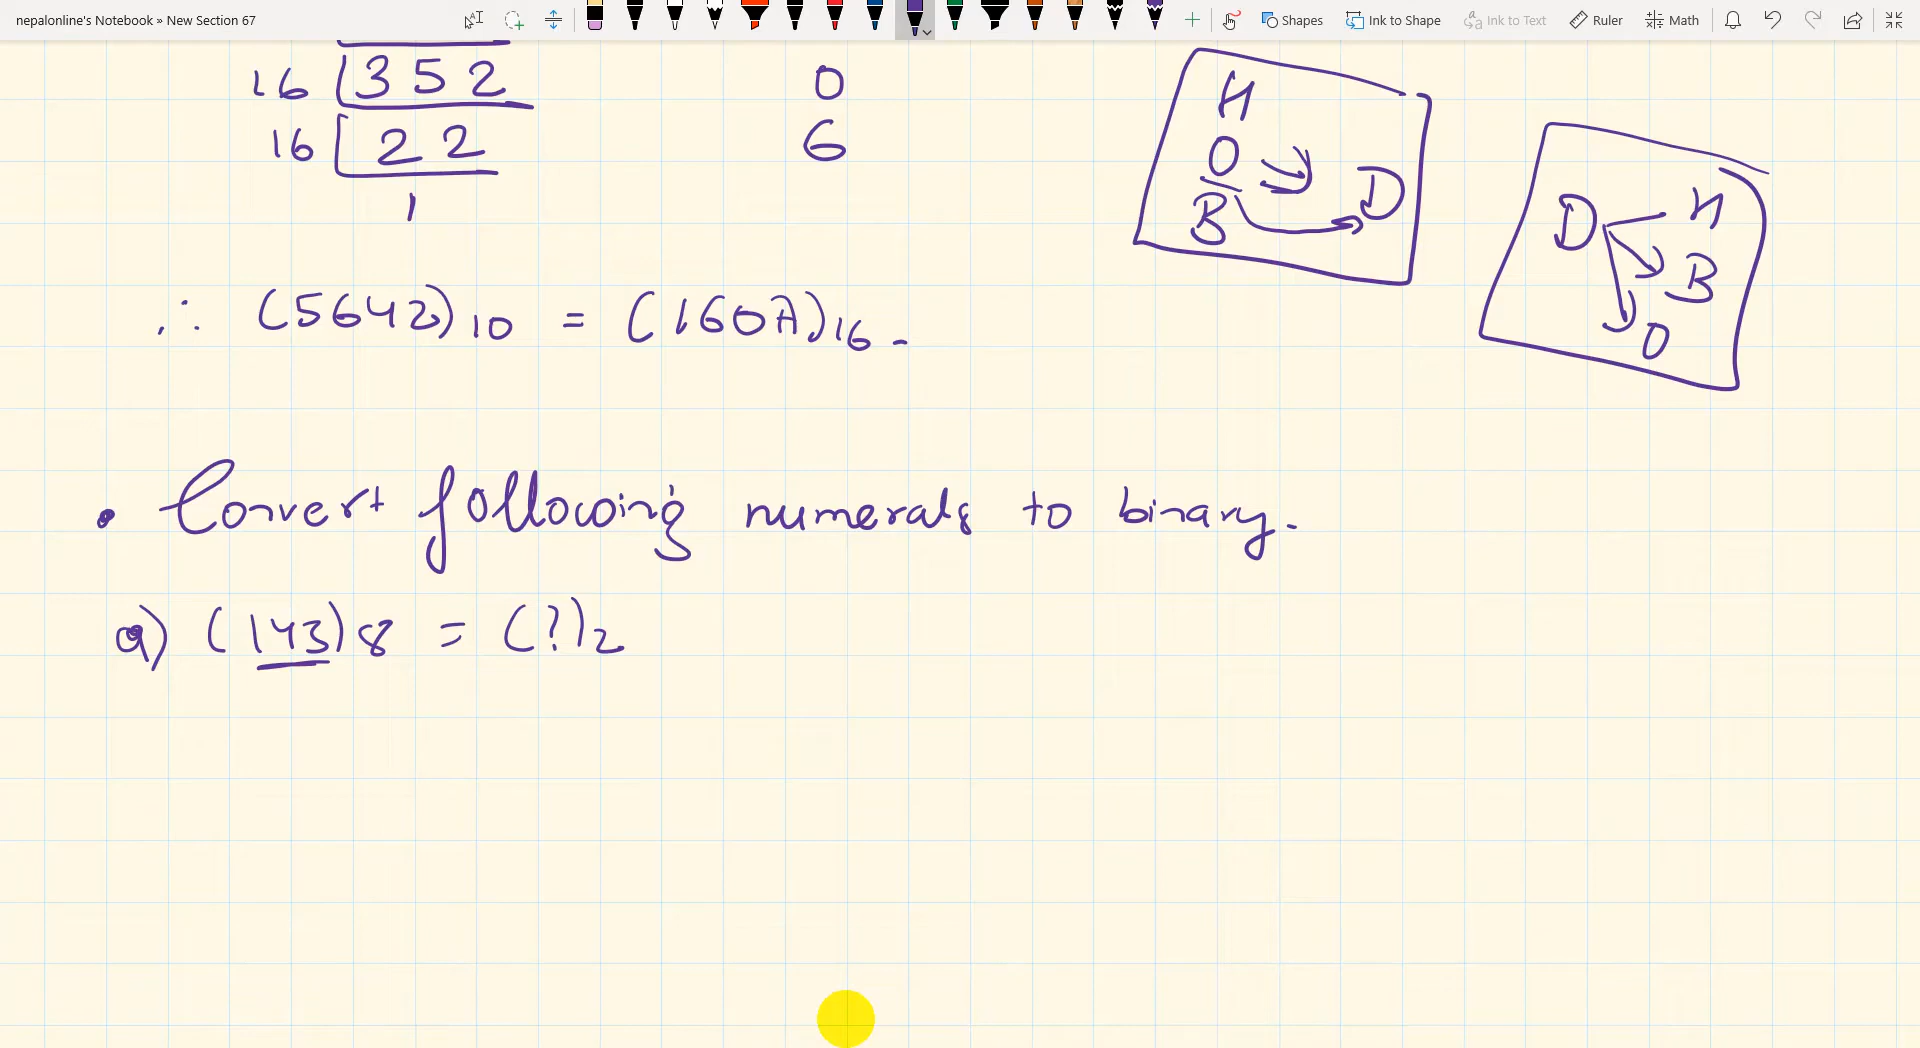 nepalonline's Notebook » New Section 67
Shapes
Ink to Shape
Ink to Text
Ruler
Math
16 352 0
16 22 6
1
H
O
B
D
D
H
B
O
∴ (5642)10 = (160A)16.
• Convert following numerals to binary.
a) (143)8 = (?)2